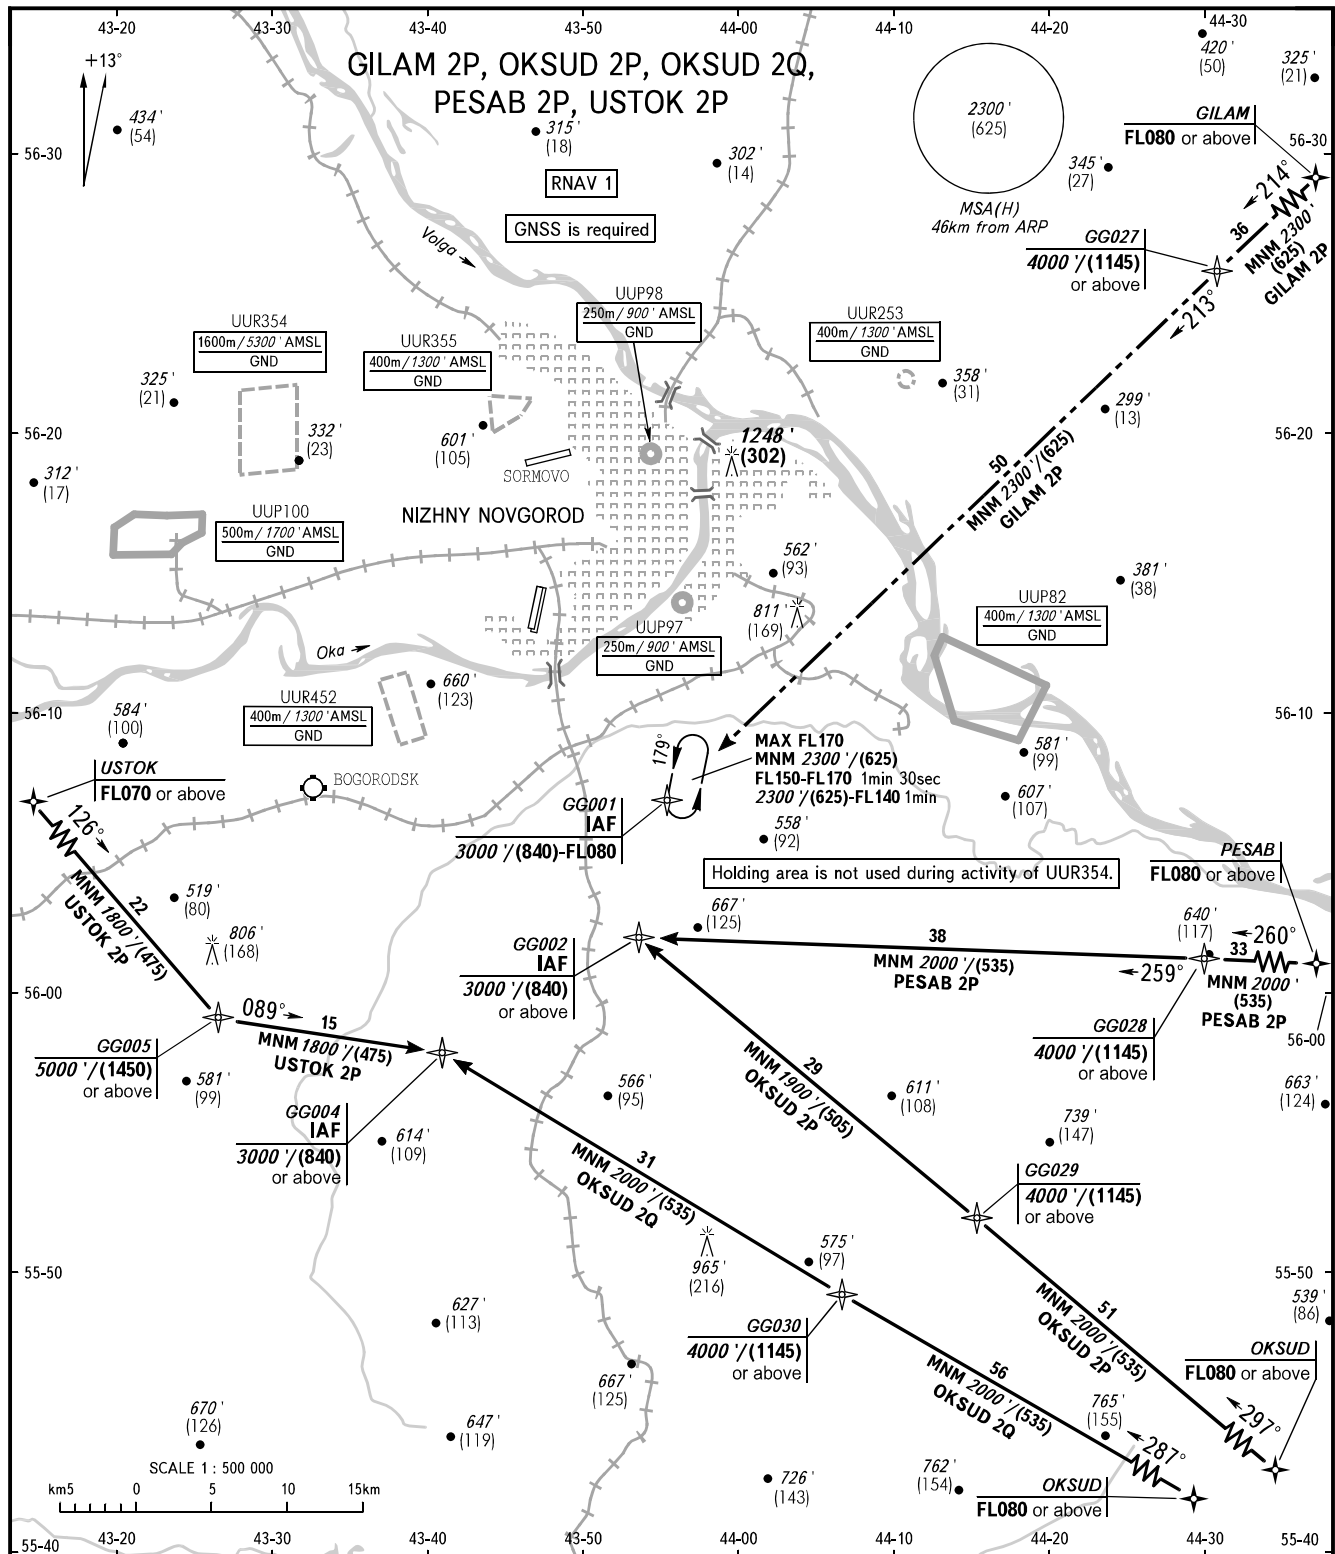 43-20
43-30
43-40
43-50
44-00
44-10
44-20
44-30
+13°
GILAM 2P, OKSUD 2P, OKSUD 2Q,
PESAB 2P, USTOK 2P
420'
(50)
325'
(21)
434'
(54)
315'
(18)
302'
(14)
2300'
(625)
MSA(H)
46km from ARP
345'
(27)
GILAM
FL080 or above
56-30
56-30
RNAV 1
GNSS is required
Volga
GG027
4000'/(1145)
or above
214°
36
MNM 2300'
(625)
GILAM 2P
213°
UUR354
1600m/5300' AMSL
GND
UUR355
400m/1300' AMSL
GND
UUP98
250m/900' AMSL
GND
UUR253
400m/1300' AMSL
GND
325'
(21)
332'
(23)
601'
(105)
358'
(31)
299'
(13)
56-20
56-20
1248'
(302)
312'
(17)
SORMOVO
50
MNM 2300'/(625)
GILAM 2P
UUP100
500m/1700' AMSL
GND
NIZHNY NOVGOROD
562'
(93)
381'
(38)
811'
(169)
UUP82
400m/1300' AMSL
GND
UUP97
250m/900' AMSL
GND
Oka
660'
(123)
UUR452
400m/1300' AMSL
GND
584'
(100)
56-10
56-10
179°
MAX FL170
MNM 2300'/(625)
FL150-FL170 1min 30sec
2300'/(625)-FL140 1min
581'
(99)
607'
(107)
USTOK
FL070 or above
BOGORODSK
GG001
IAF
3000'/(840)-FL080
558'
(92)
126°
22
MNM 1800'/(475)
USTOK 2P
Holding area is not used during activity of UUR354.
PESAB
FL080 or above
519'
(80)
806'
(168)
667'
(125)
640'
(117)
GG002
IAF
3000'/(840)
or above
38
MNM 2000'/(535)
PESAB 2P
259°
260°
33
MNM 2000'
(535)
PESAB 2P
56-00
56-00
089°
15
MNM 1800'/(475)
USTOK 2P
GG005
5000'/(1450)
or above
GG028
4000'/(1145)
or above
581'
(99)
566'
(95)
29
MNM 1900'/(505)
OKSUD 2P
611'
(108)
663'
(124)
GG004
IAF
3000'/(840)
or above
614'
(109)
739'
(147)
31
MNM 2000'/(535)
OKSUD 2Q
GG029
4000'/(1145)
or above
965'
(216)
575'
(97)
55-50
55-50
627'
(113)
GG030
4000'/(1145)
or above
51
MNM 2000'/(535)
OKSUD 2P
539'
(86)
OKSUD
FL080 or above
667'
(125)
56
MNM 2000'/(535)
OKSUD 2Q
765'
(155)
297°
670'
(126)
647'
(119)
287°
SCALE 1 : 500 000
km5 0 5 10 15km
726'
(143)
762'
(154)
OKSUD
FL080 or above
55-40
43-20
43-30
43-40
43-50
44-00
44-10
44-20
44-30
55-40